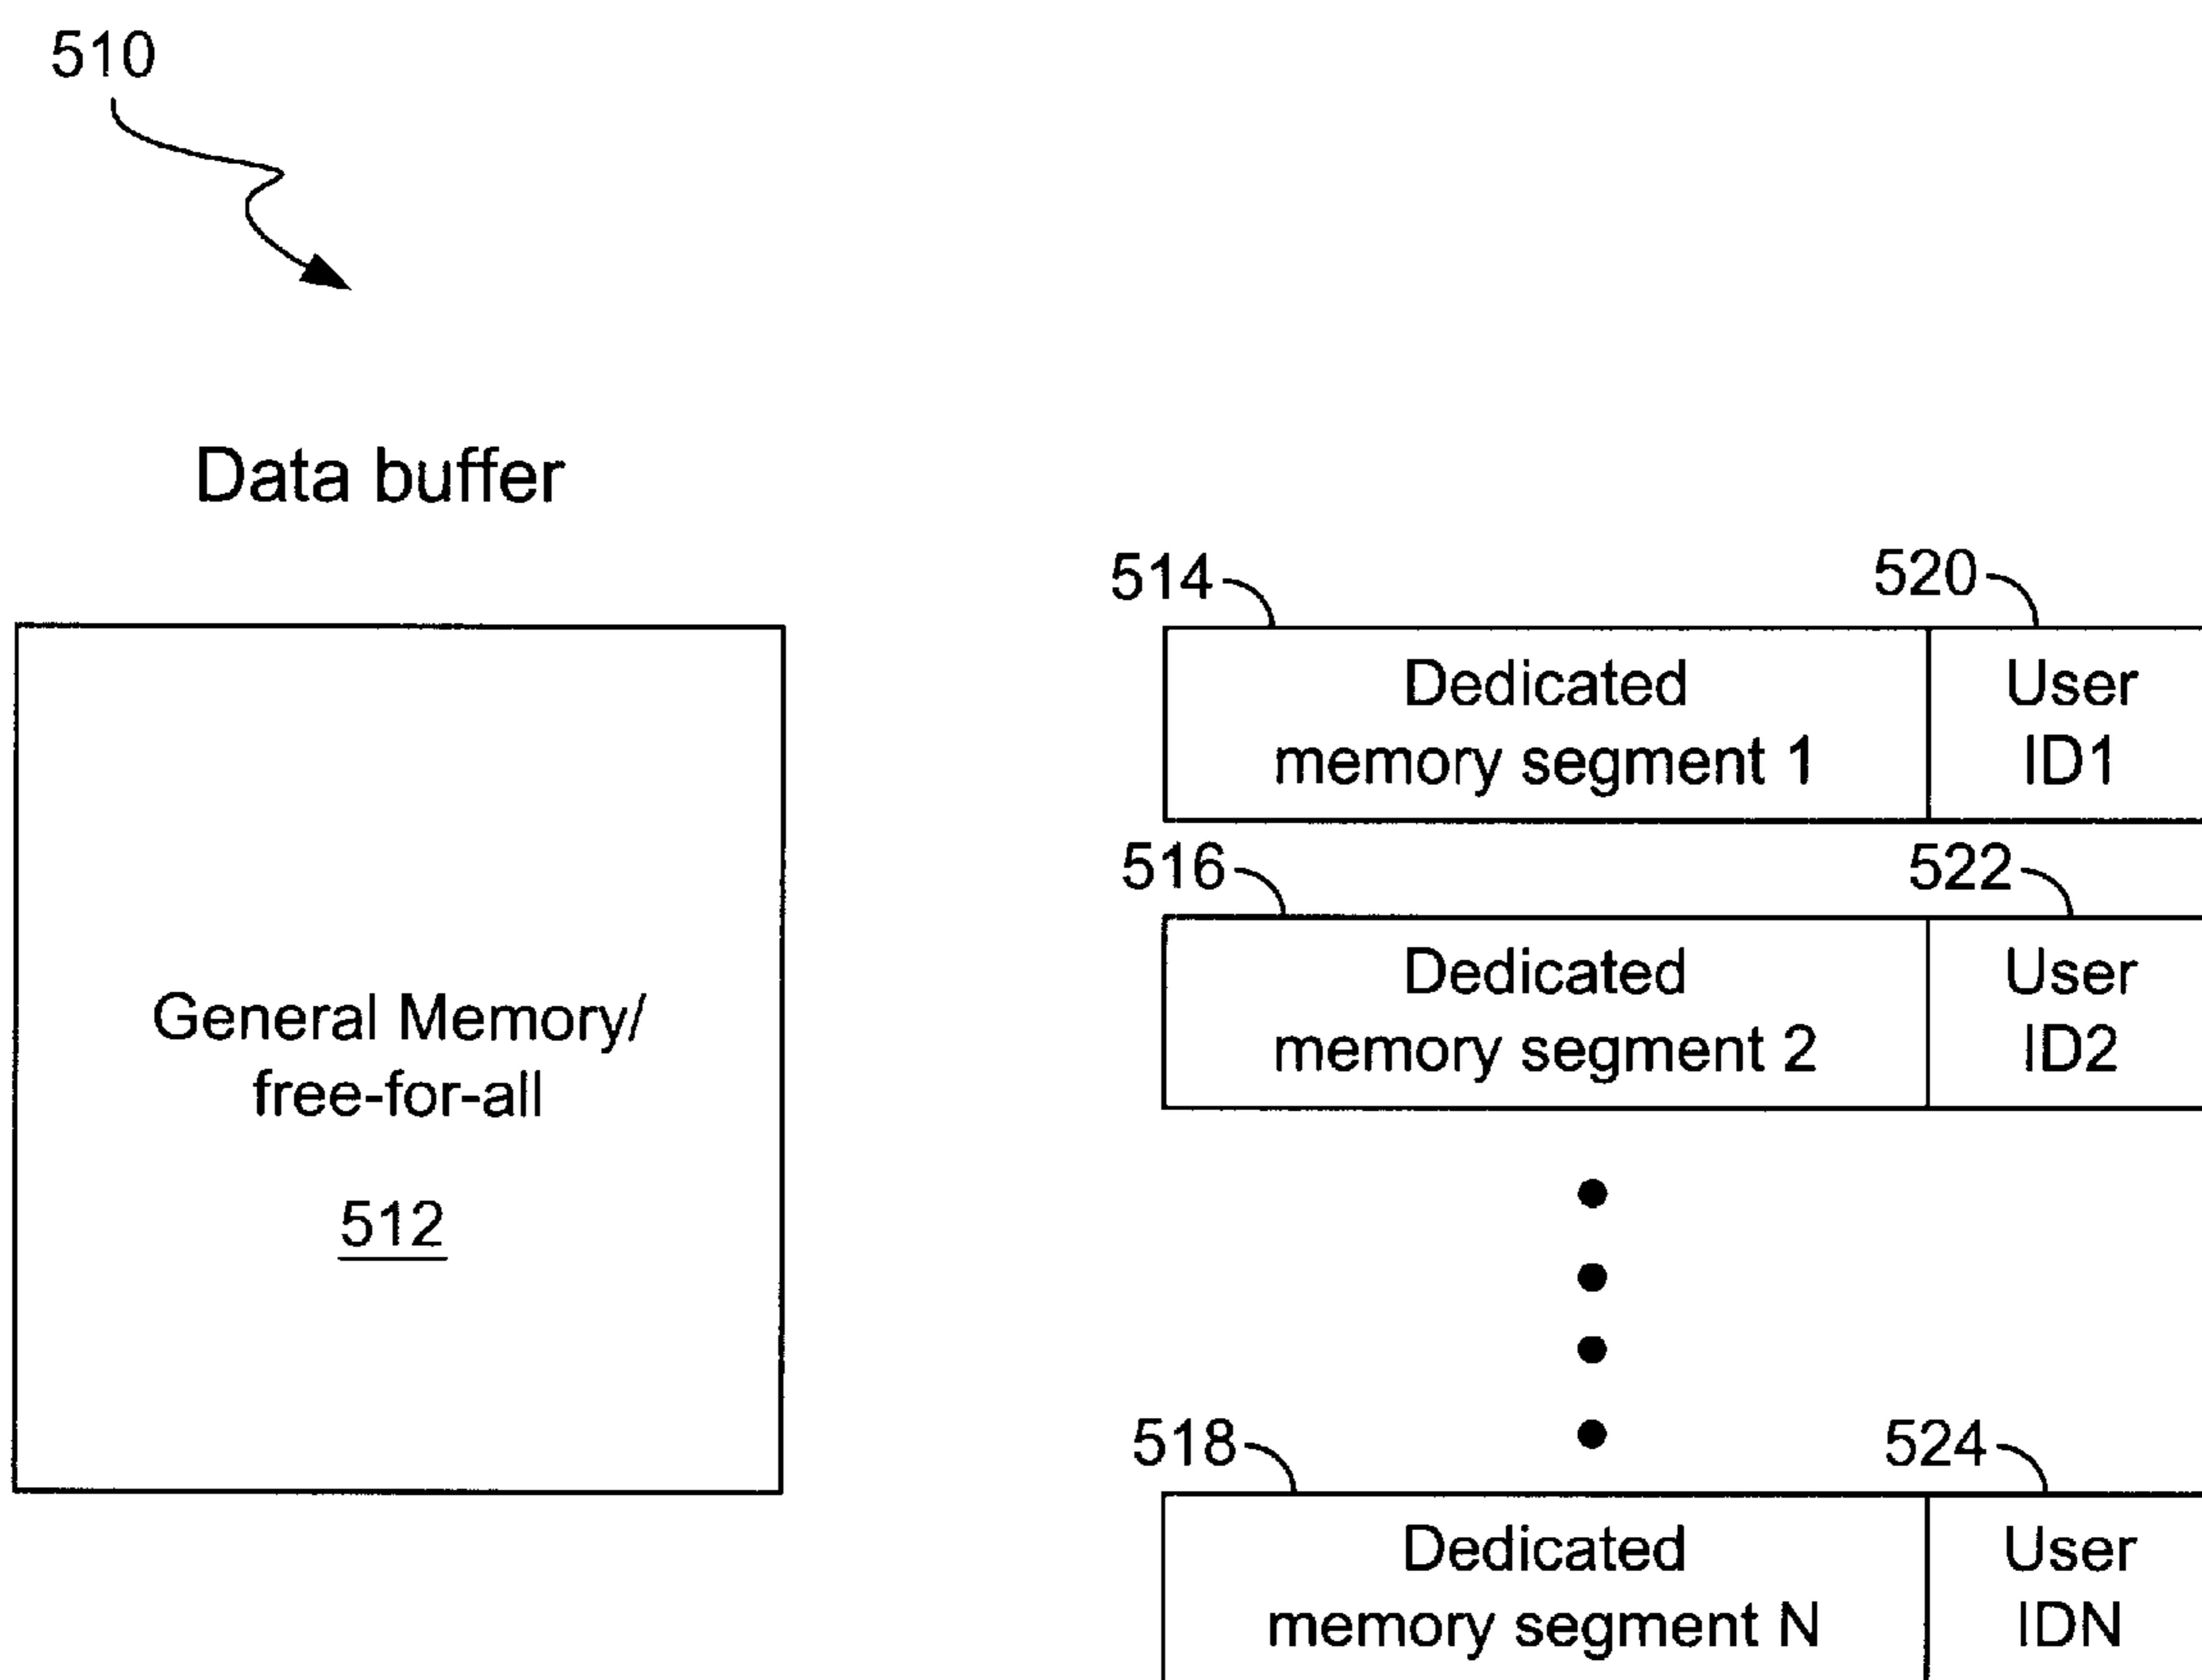 510
Data buffer
General Memory/
free-for-all
512
514
520
Dedicated
memory segment 1
User
ID1
516
522
Dedicated
memory segment 2
User
ID2
518
524
Dedicated
memory segment N
User
IDN